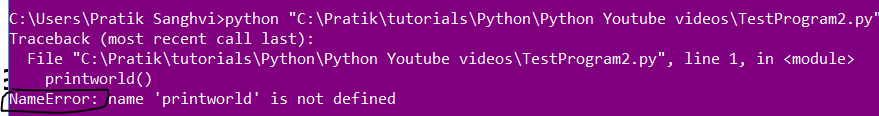 C:\Users\Pratik Sanghvi>python "C:\Pratik\tutorials\Python\Python Youtube videos\TestProgram2.py"
Traceback (most recent call last):
  File "C:\Pratik\tutorials\Python\Python Youtube videos\TestProgram2.py", line 1, in <module>
    printworld()
NameError: name 'printworld' is not defined